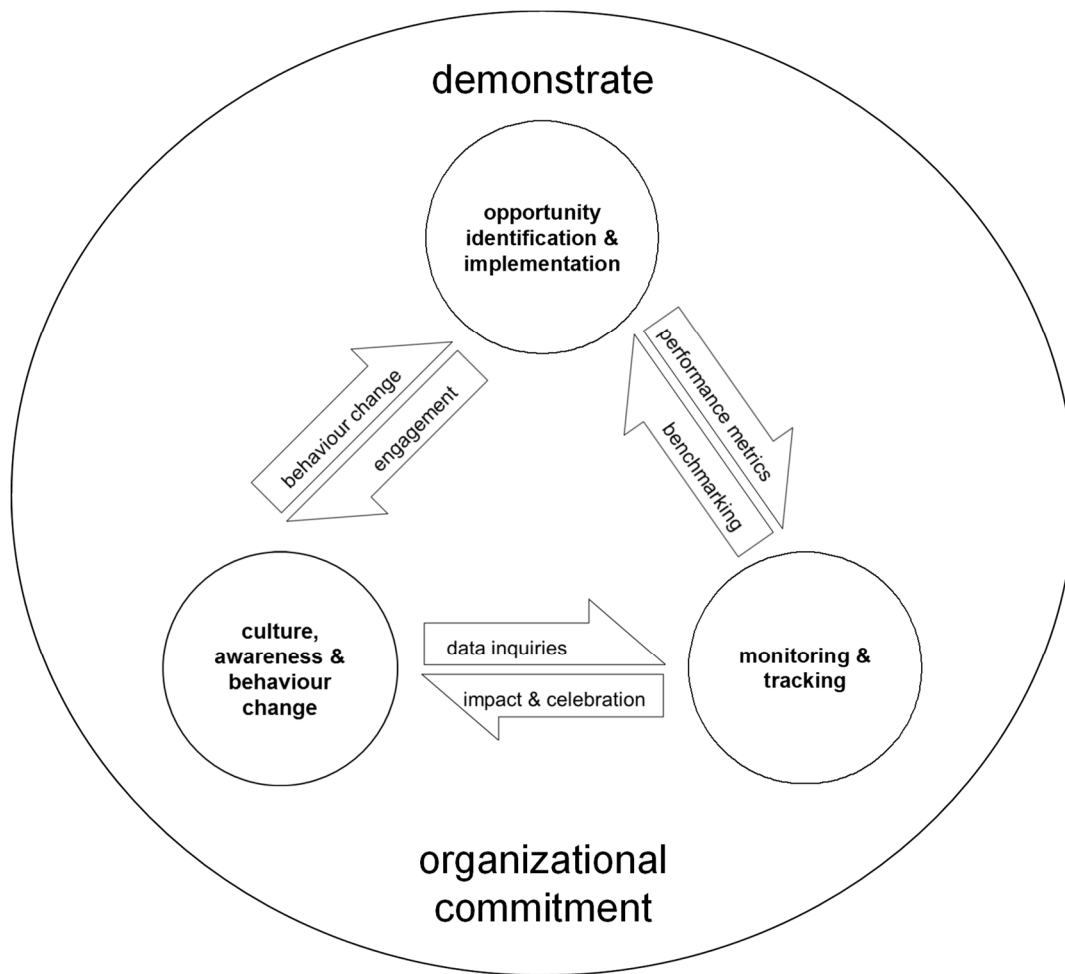 demonstrate
opportunity
identification &
implementation
behaviour change
engagement
performance metrics
benchmarking
culture,
awareness &
behaviour
change
data inquiries
impact & celebration
monitoring &
tracking
organizational
commitment